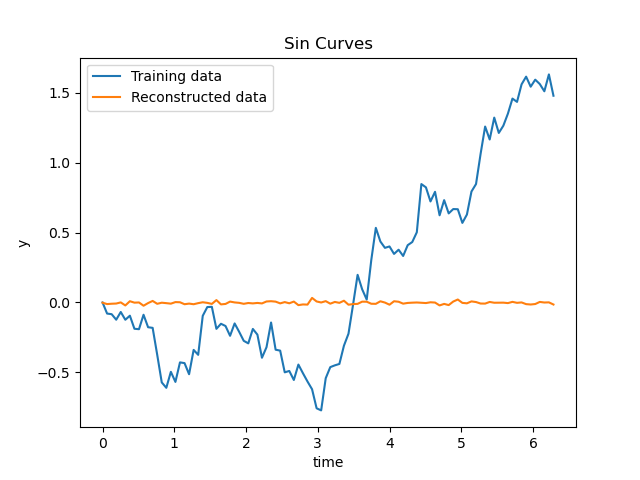 Sin Curves
Training data
Reconstructed data
1.5
1.0
0.5
0.0
−0.5
y
0 1 2 3 4 5 6
time